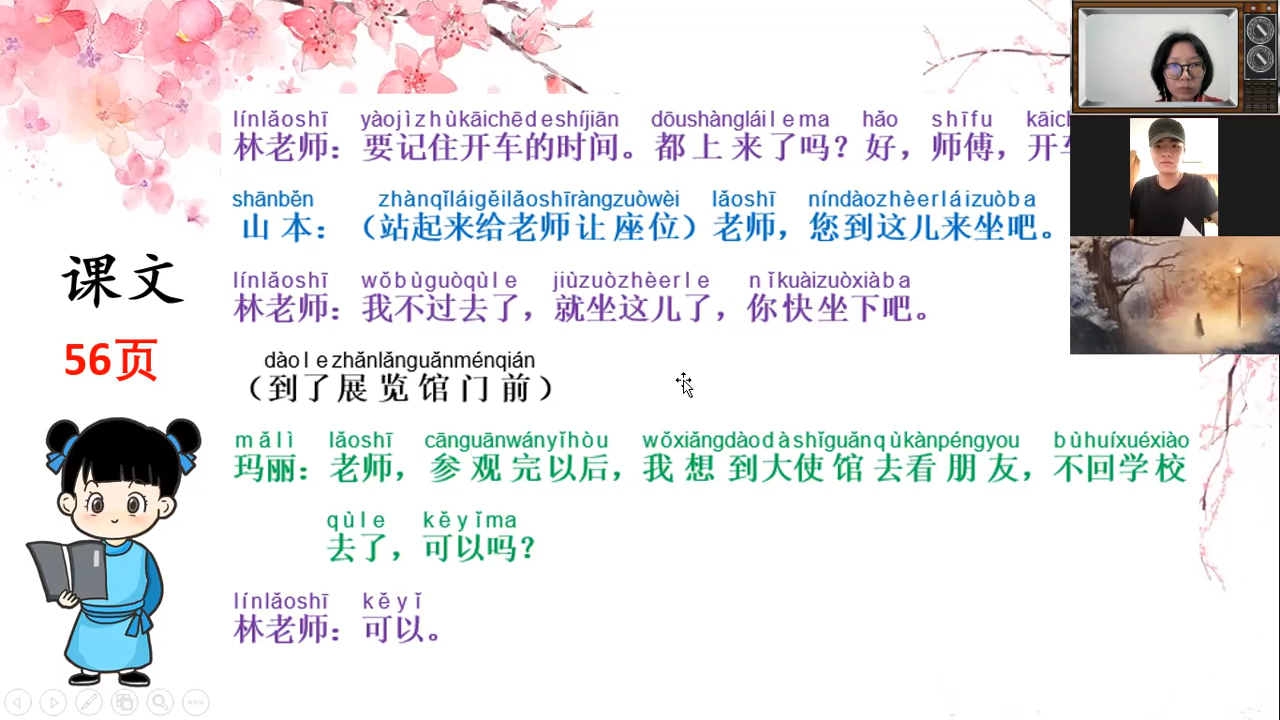 línlǎoshī yàojìzhùkāichēdeshíjiān dōushàngláilema hǎo shīfu kāich
林老师：要记住开车的时间。都上来了吗？好，师傅，开车
shānběn zhànqǐláigěilǎoshīràngzuòwèi lǎoshī níndàozhèerláizuòba
山本：（站起来给老师让座位）老师，您到这儿来坐吧。
línlǎoshī wǒbùguòqùle jiùzuòzhèerle nǐkuàizuòxiàba
林老师：我不过去了，就坐这儿了，你快坐下吧。
课文
56页
dàolezhǎnlǎnguǎnménqián
（到了展览馆门前）
mǎlì lǎoshī cānguānwányǐhòu wǒxiǎngdàodàshǐguǎnqùkànpéngyou bùhuíxuéxiào
玛丽：老师，参观完以后，我想到大使馆去看朋友，不回学校
qùle kěyǐma
去了，可以吗？
línlǎoshī kěyǐ
林老师：可以。